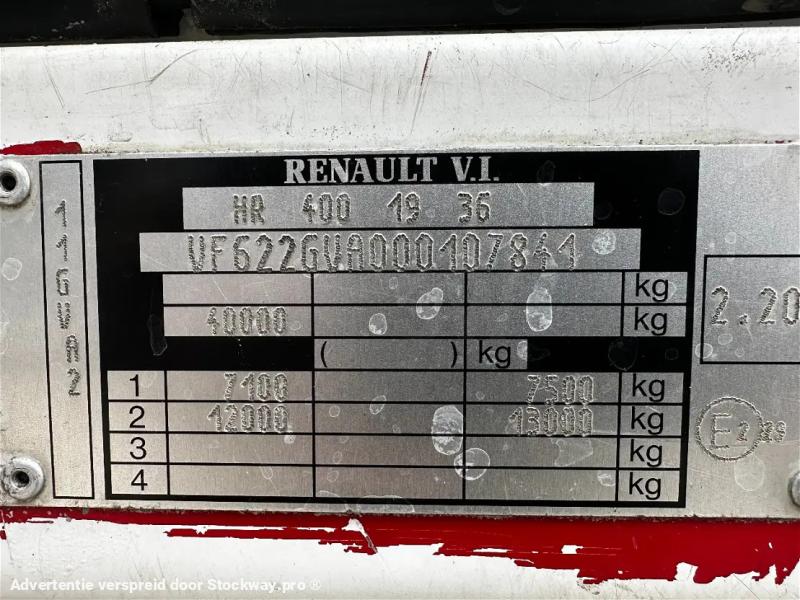 RENAULT V.I.
HR 400 19 36
VF622GVA000107841
kg
40000 kg
( ) kg
1 7100 7500 kg
2 12000 13000 kg
3 kg
4 kg
2.20
E 2
Advertentie verspreid door Stockway.pro ®